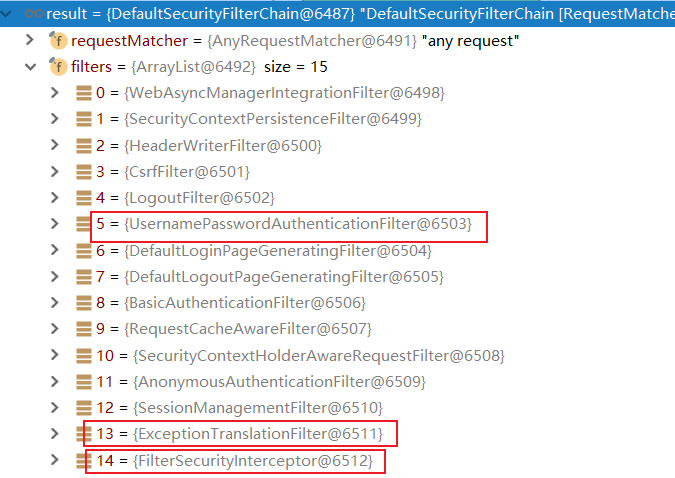 result = {DefaultSecurityFilterChain@6487} "DefaultSecurityFilterChain [RequestMatche
requestMatcher = {AnyRequestMatcher@6491} "any request"
filters = {ArrayList@6492} size = 15
0 = {WebAsyncManagerIntegrationFilter@6498}
1 = {SecurityContextPersistenceFilter@6499}
2 = {HeaderWriterFilter@6500}
3 = {CsrfFilter@6501}
4 = {LogoutFilter@6502}
5 = {UsernamePasswordAuthenticationFilter@6503}
6 = {DefaultLoginPageGeneratingFilter@6504}
7 = {DefaultLogoutPageGeneratingFilter@6505}
8 = {BasicAuthenticationFilter@6506}
9 = {RequestCacheAwareFilter@6507}
10 = {SecurityContextHolderAwareRequestFilter@6508}
11 = {AnonymousAuthenticationFilter@6509}
12 = {SessionManagementFilter@6510}
13 = {ExceptionTranslationFilter@6511}
14 = {FilterSecurityInterceptor@6512}